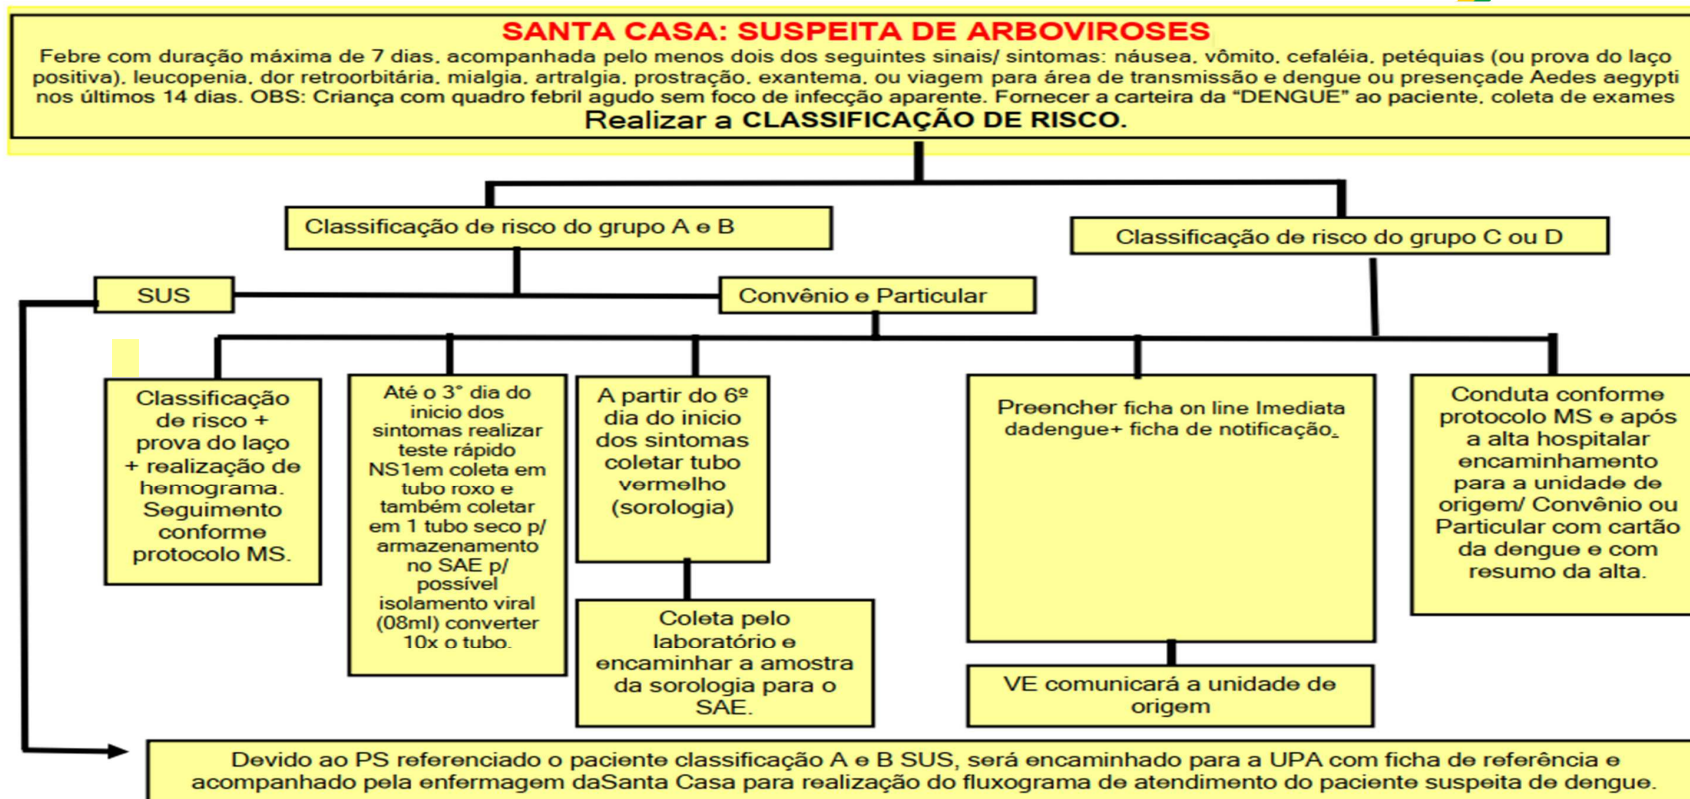 SANTA CASA: SUSPEITA DE ARBOVIROSES
Febre com duração máxima de 7 dias, acompanhada pelo menos dois dos seguintes sinais/ sintomas: náusea, vômito, cefaléia, petéquias (ou prova do laço
positiva), leucopenia, dor retroorbitária, mialgia, artralgia, prostração, exantema, ou viagem para área de transmissão e dengue ou presençade Aedes aegypti
nos últimos 14 dias. OBS: Criança com quadro febril agudo sem foco de infecção aparente. Fornecer a carteira da “DENGUE” ao paciente, coleta de exames
Realizar a CLASSIFICAÇÃO DE RISCO.
Classificação de risco do grupo A e B
Classificação de risco do grupo C ou D
SUS
Convênio e Particular
Classificação
de risco +
prova do laço
+ realização de
hemograma.
Seguimento
conforme
protocolo MS.
Até o 3° dia do
inicio dos
sintomas realizar
teste rápido
NS1em coleta em
tubo roxo e
também coletar
em 1 tubo seco p/
armazenamento
no SAE p/
possível
isolamento viral
(08ml) converter
10x o tubo.
A partir do 6º
dia do inicio
dos sintomas
coletar tubo
vermelho
(sorologia)
Coleta pelo
laboratório e
encaminhar a amostra
da sorologia para o
SAE.
Preencher ficha on line Imediata
dadengue+ ficha de notificação.
VE comunicará a unidade de
origem
Conduta conforme
protocolo MS e após
a alta hospitalar
encaminhamento
para a unidade de
origem/ Convênio ou
Particular com cartão
da dengue e com
resumo da alta.
Devido ao PS referenciado o paciente classificação A e B SUS, será encaminhado para a UPA com ficha de referência e
acompanhado pela enfermagem daSanta Casa para realização do fluxograma de atendimento do paciente suspeita de dengue.